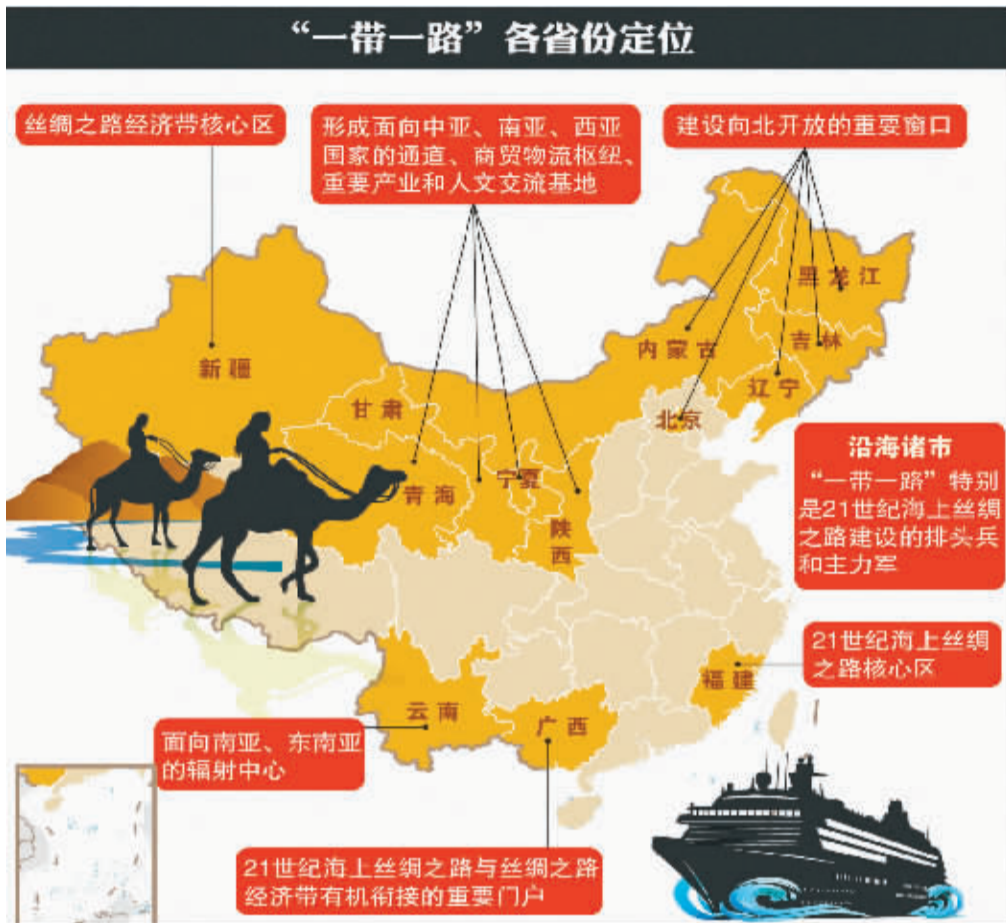 “一带一路”各省份定位
丝绸之路经济带核心区
形成面向中亚、南亚、西亚
国家的通道、商贸物流枢纽、
重要产业和人文交流基地
建设向北开放的重要窗口
黑龙江
吉林
内蒙古
辽宁
新疆
甘肃
北京
青海
宁夏
陕西
沿海诸市
“一带一路”特别
是21世纪海上丝绸
之路建设的排头兵
和主力军
21世纪海上丝绸
之路核心区
福建
云南
广西
面向南亚、东南亚
的辐射中心
21世纪海上丝绸之路与丝绸之路
经济带有机衔接的重要门户